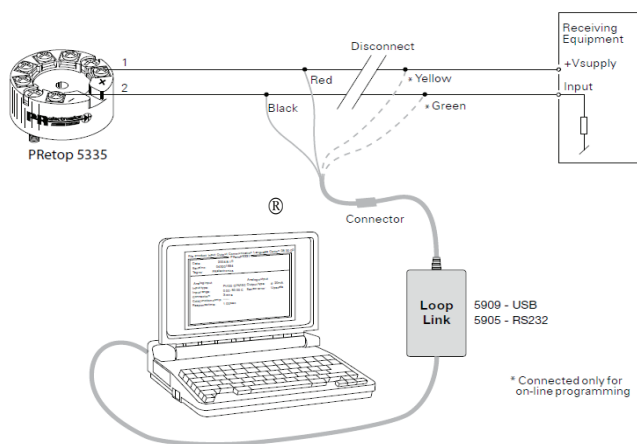 Receiving
Equipment
+Vsupply
Input
Disconnect
1
2
Red
Black
* Yellow
* Green
PRetop 5335
®
Connector
Loop
Link
5909 - USB
5905 - RS232
* Connected only for
on-line programming